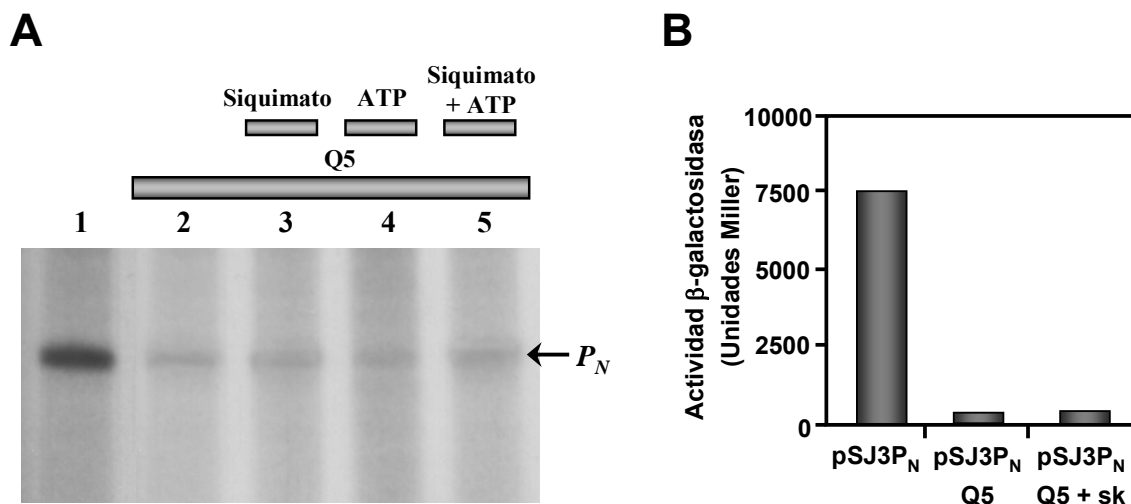 A
Siquimato
ATP
Siquimato
+ ATP
Q5
1 2 3 4 5
P_N
B
Actividad β-galactosidasa
(Unidades Miller)
10000
7500
5000
2500
0
pSJ3P_N pSJ3P_N pSJ3P_N
Q5 Q5 + sk